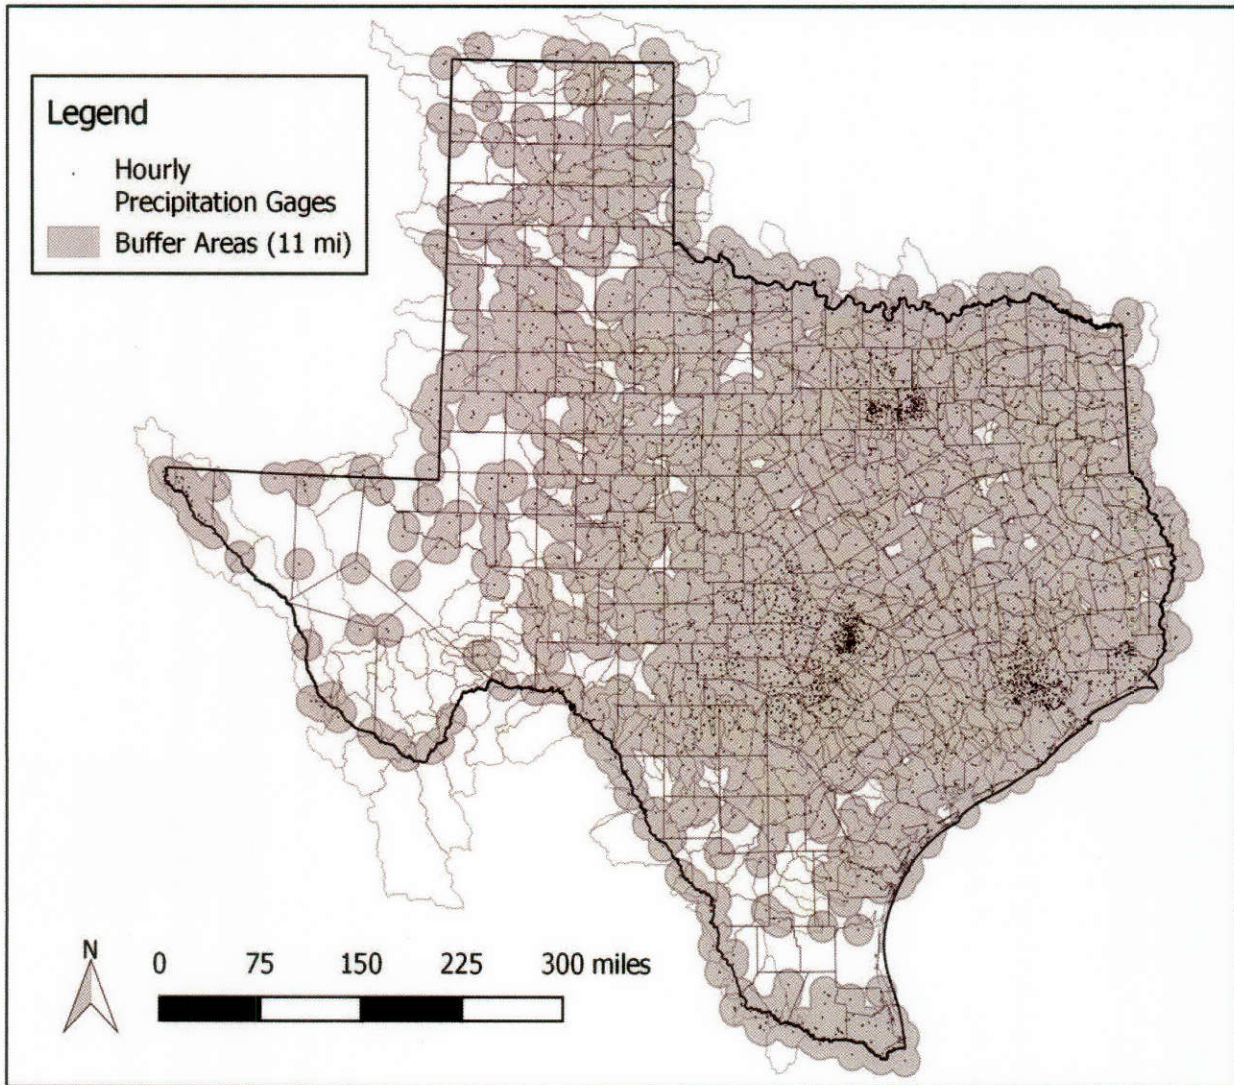 Legend
Hourly
Precipitation Gages
Buffer Areas (11 mi)
N
0 75 150 225 300 miles